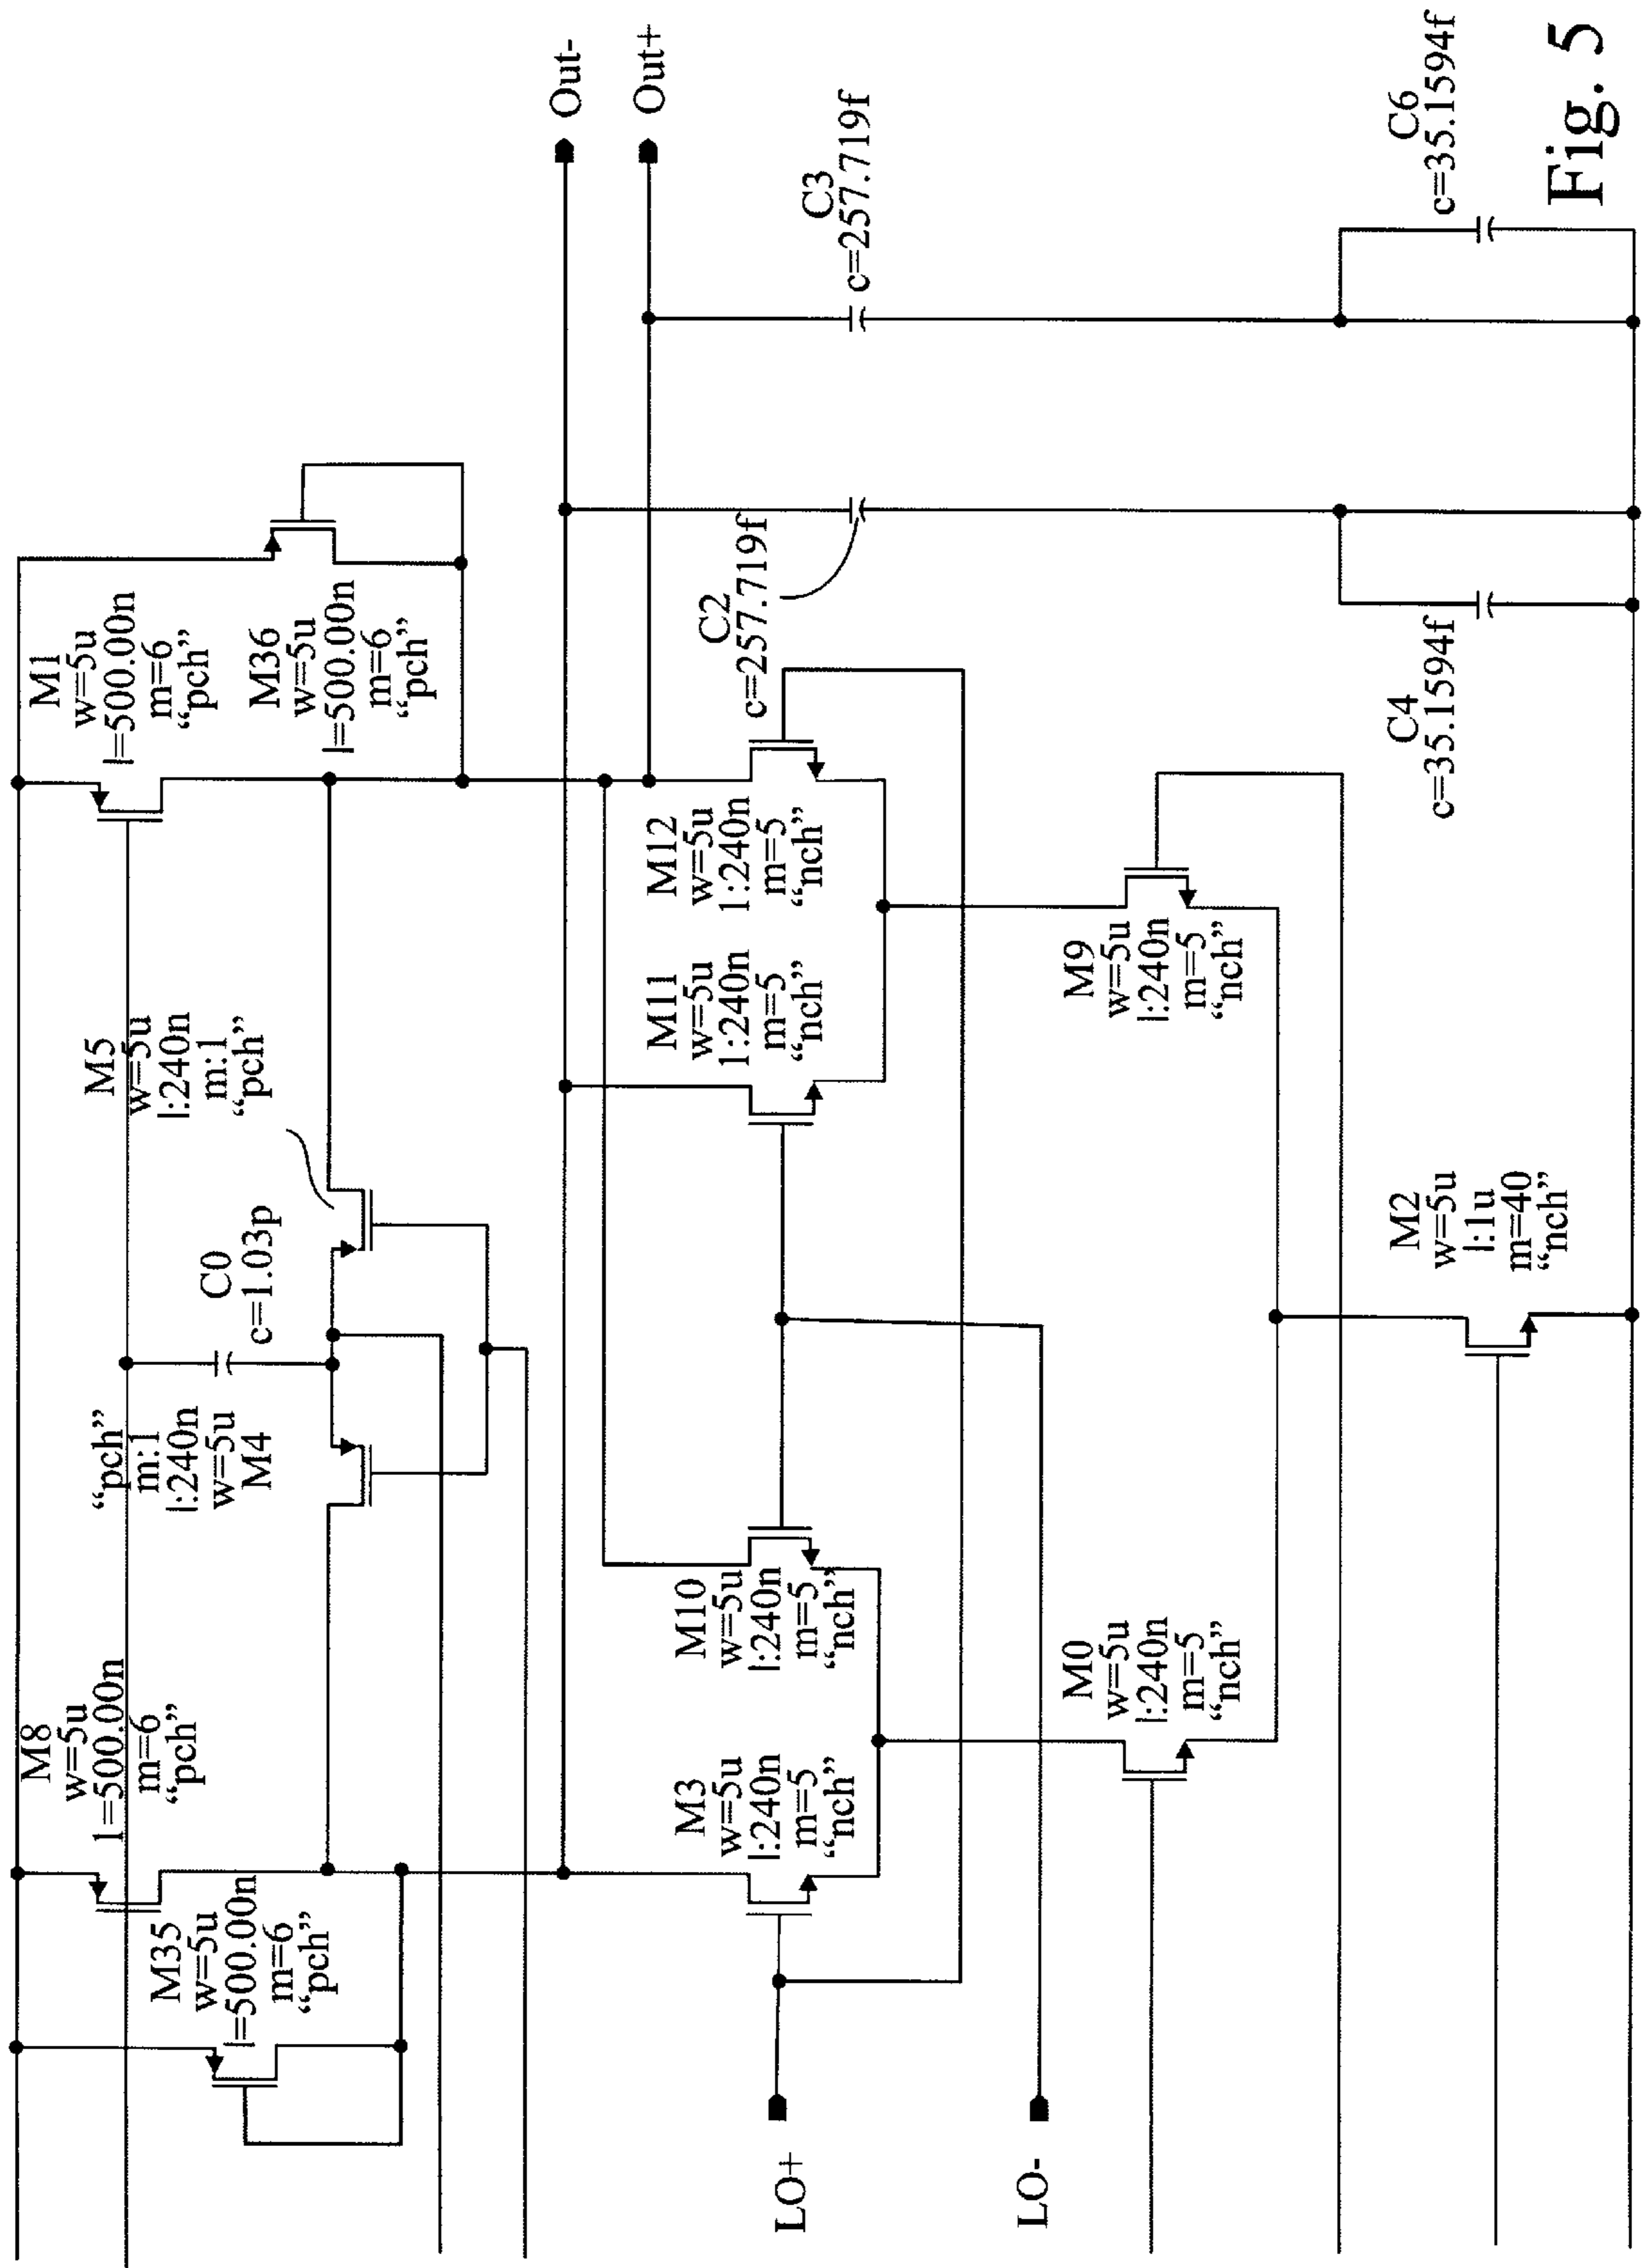 M8
w=5u
l=500.00n
m=6
“pch”
M35
w=5u
l=500.00n
m=6
“pch”
“pch”
m:1
l:240n
w=5u
M4
C0
c=1.03p
M5
w=5u
l:240n
m:1
“pch”
M1
w=5u
l=500.00n
m=6
“pch”
M36
w=5u
l=500.00n
m=6
“pch”
Out-
Out+
M3
w=5u
l:240n
m=5
“nch”
M10
w=5u
l:240n
m=5
“nch”
M11
w=5u
1:240n
m=5
“nch”
M12
w=5u
1:240n
m=5
“nch”
C2
c=257.719f
C3
c=257.719f
LO+
LO-
M0
w=5u
l:240n
m=5
“nch”
M9
w=5u
l:240n
m=5
“nch”
M2
w=5u
l:1u
m=40
“nch”
C4
c=35.1594f
C6
c=35.1594f
Fig. 5